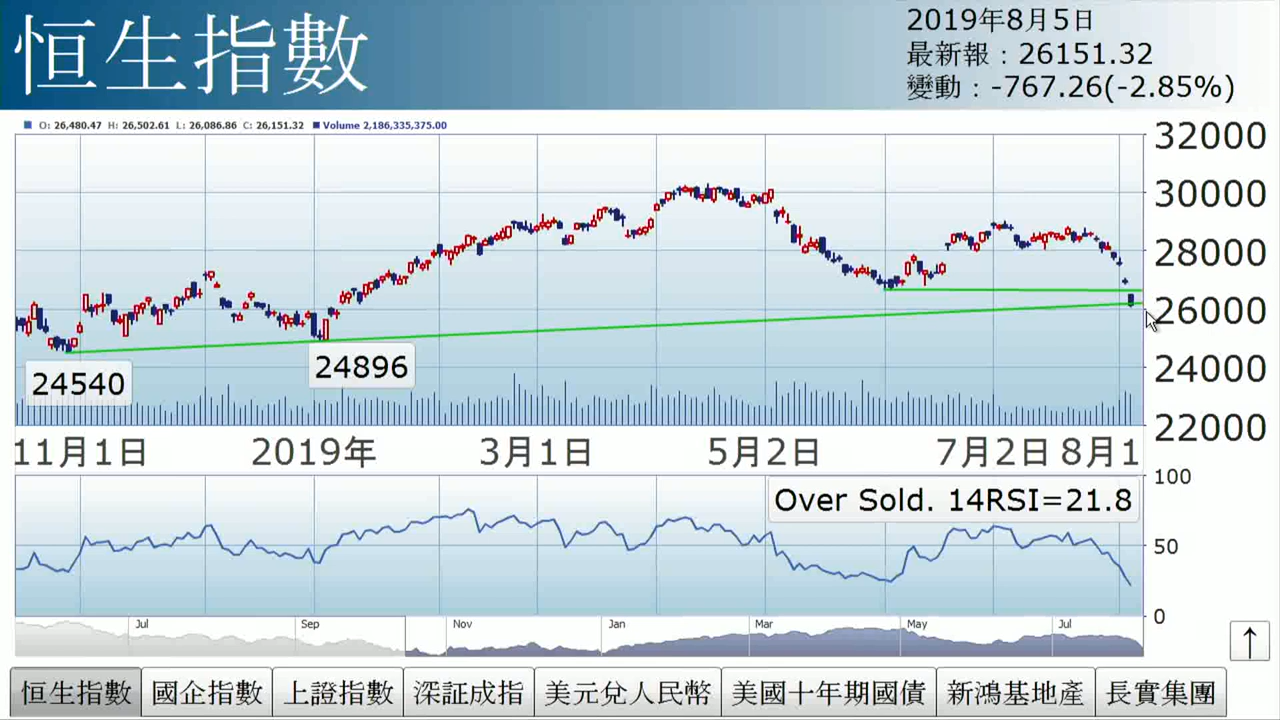 恒生指數
2019年8月5日
最新報：26151.32
變動：-767.26(-2.85%)
O: 26,480.47 H: 26,502.61 L: 26,086.86 C: 26,151.32 Volume 2,186,335,375.00
32000
30000
28000
26000
24000
22000
24540
24896
11月1日 2019年 3月1日 5月2日 7月2日 8月1
Over Sold. 14RSI=21.8
100
50
0
Jul Sep Nov Jan Mar May Jul
↑
恒生指數 國企指數 上證指數 深証成指 美元兌人民幣 美國十年期國債 新鴻基地產 長實集團